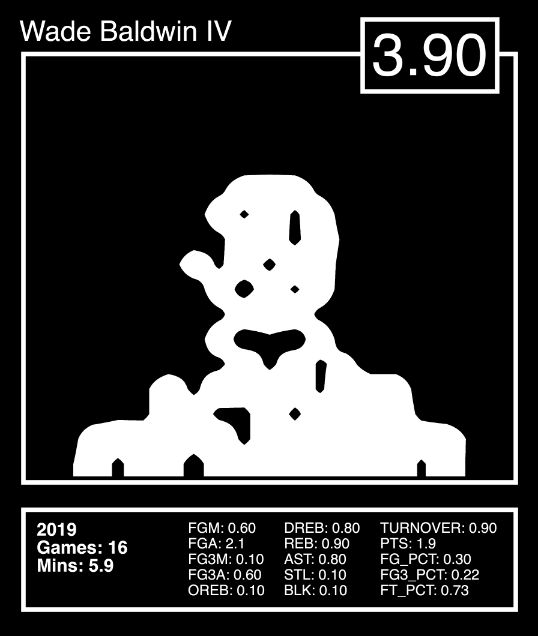 Wade Baldwin IV
3.90
2019
Games: 16
Mins: 5.9
FGM: 0.60
FGA: 2.1
FG3M: 0.10
FG3A: 0.60
OREB: 0.10
DREB: 0.80
REB: 0.90
AST: 0.80
STL: 0.10
BLK: 0.10
TURNOVER: 0.90
PTS: 1.9
FG_PCT: 0.30
FG3_PCT: 0.22
FT_PCT: 0.73